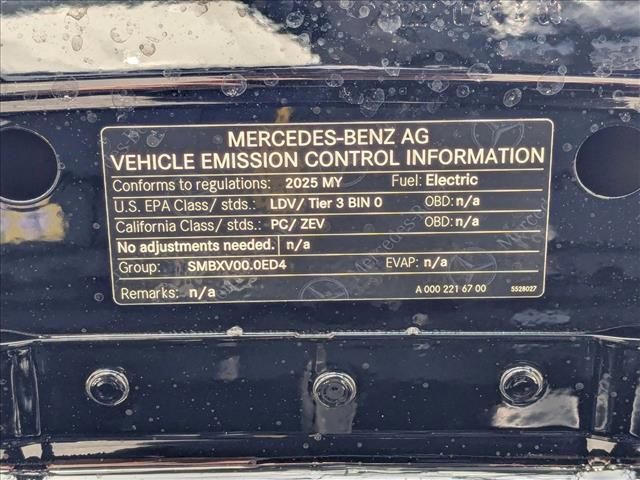 MERCEDES-BENZ AG
VEHICLE EMISSION CONTROL INFORMATION
Conforms to regulations: 2025 MY Fuel: Electric
U.S. EPA Class/ stds.: LDV/ Tier 3 BIN 0 OBD: n/a
California Class/ stds.: PC/ ZEV OBD: n/a
No adjustments needed. n/a
Group: SMBXV00.0ED4 EVAP: n/a
Remarks: n/a A 000 221 67 00 5528027